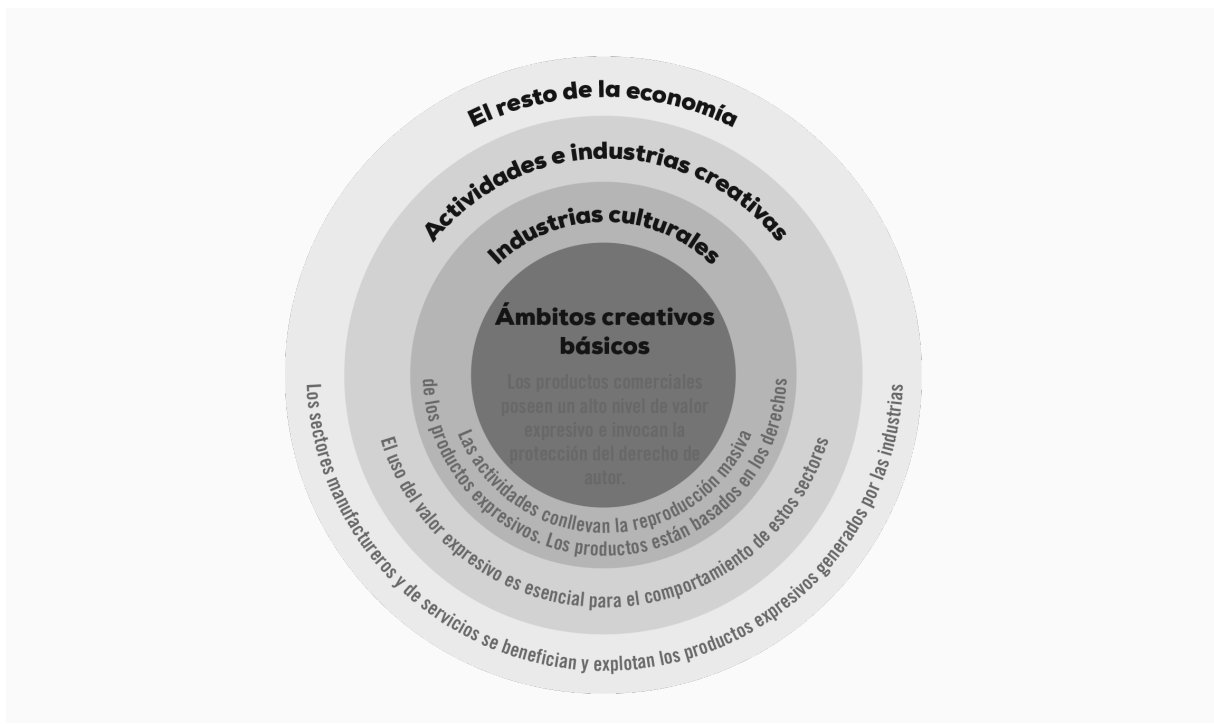 El resto de la economía
Actividades e industrias creativas
Industrias culturales
Ámbitos creativos
básicos
Los productos comerciales
poseen un alto nivel de valor
expresivo e invocan la
protección del derecho de
autor.
Las actividades conllevan la reproducción masiva
de los productos expresivos. Los productos están basados en los derechos
El uso del valor expresivo es esencial para el comportamiento de estos sectores
Los sectores manufactureros y de servicios se benefician y explotan los productos expresivos generados por las industrias